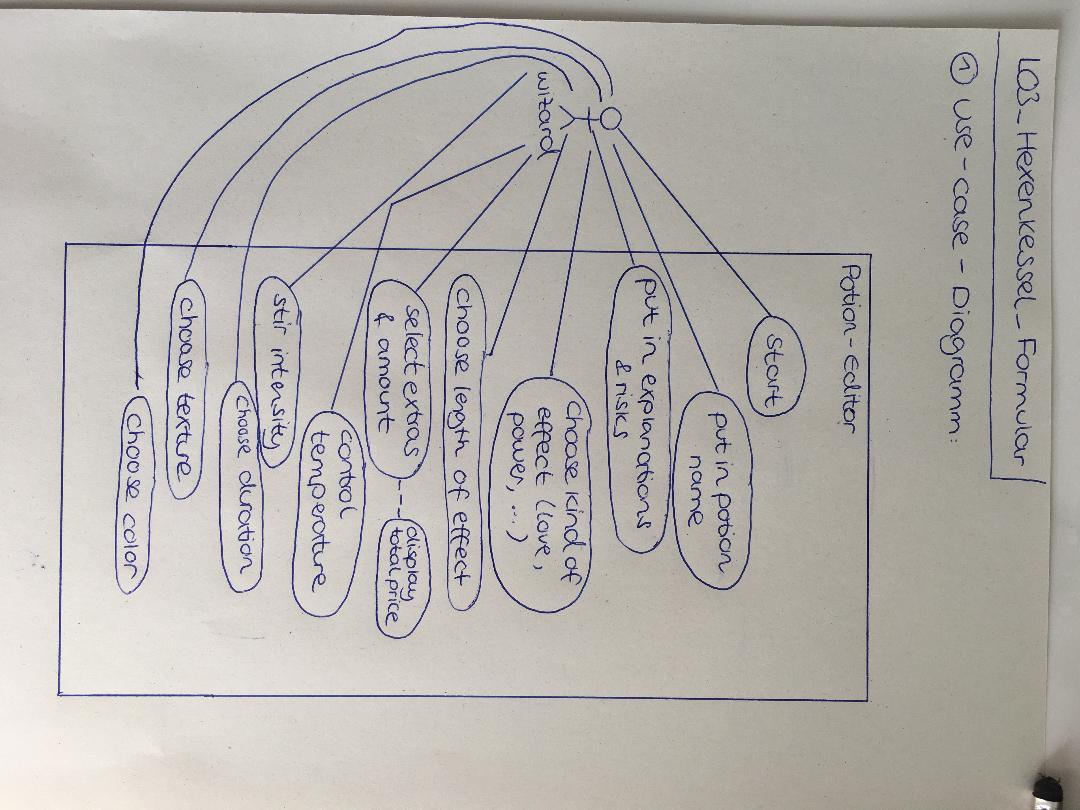 L03_Hexenkessel_Formular
① use-case-Diagramm:
Potion-Editor
start
put in potion
name
put in explanations
& risks
choose kind of
effect (love,
power, ...)
wizard
choose length of effect
select extras
& amount
display
total price
control
temperature
stir intensity
choose duration
choose texture
choose color